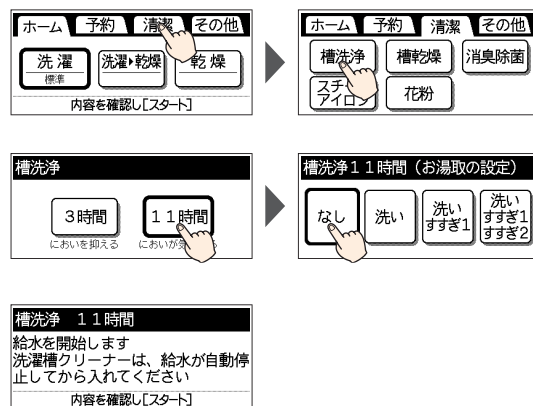 ホーム 予約 清潔 その他
洗濯 洗濯▸乾燥 乾燥
標準
内容を確認し[スタート]
ホーム 予約 清潔 その他
槽洗浄 槽乾燥 消臭除菌
スチ
アイロン 花粉
槽洗浄
3時間 11時間
においを抑える においが
槽洗浄11時間(お湯取の設定)
なし 洗い 洗い
すすぎ1 洗い
すすぎ1
すすぎ2
槽洗浄 11時間
給水を開始します
洗濯槽クリーナーは、給水が自動停
止してから入れてください
内容を確認し[スタート]